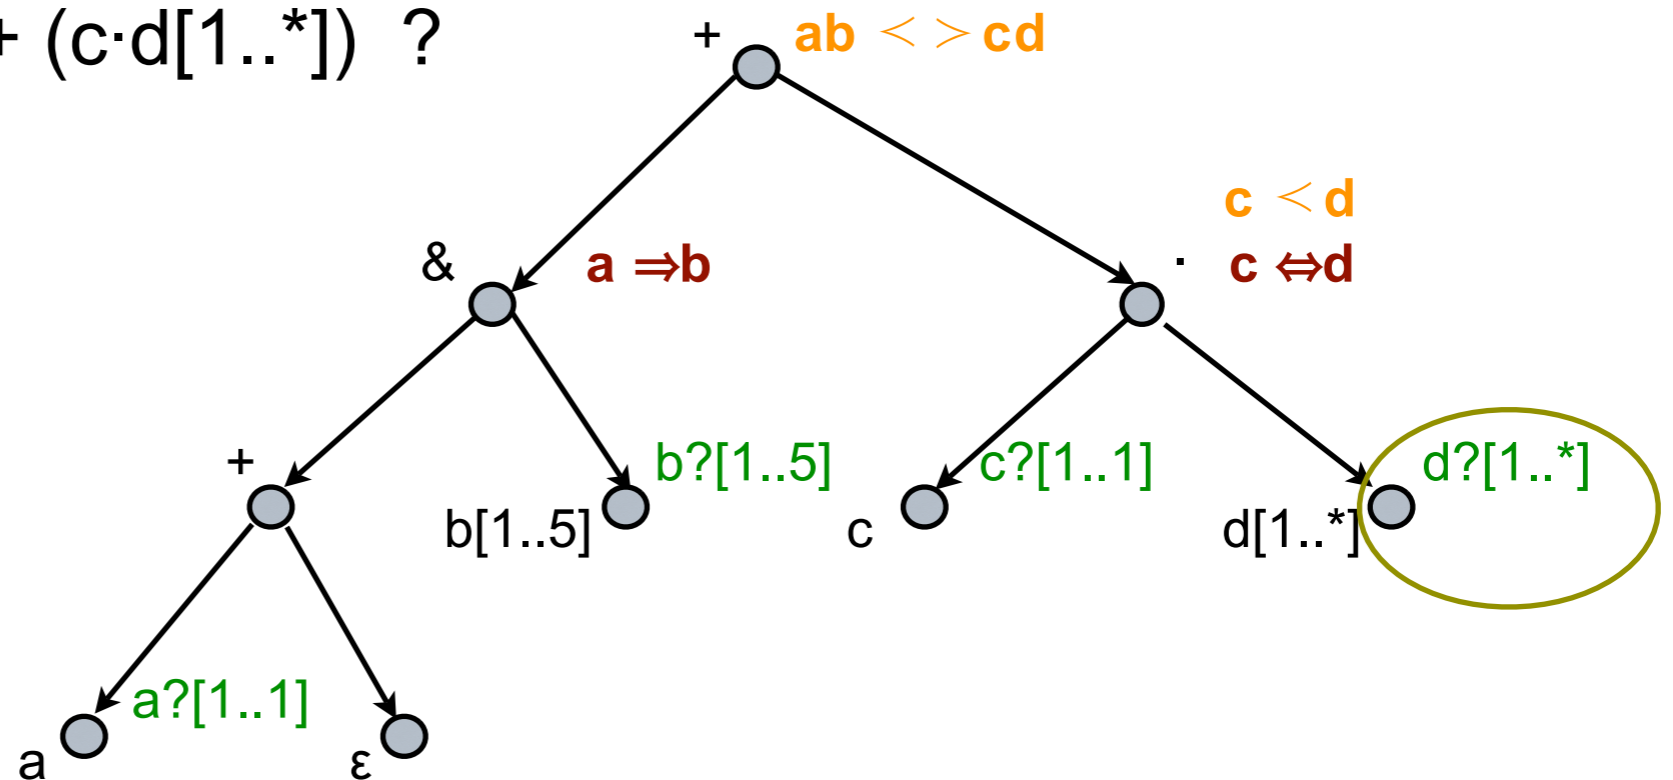 + (c·d[1..*]) ?
+ ab < > cd
c < d
& a ⇒b · c ⇔d
+ b?[1..5] c?[1..1] d?[1..*]
b[1..5] c d[1..*]
a?[1..1]
a ε